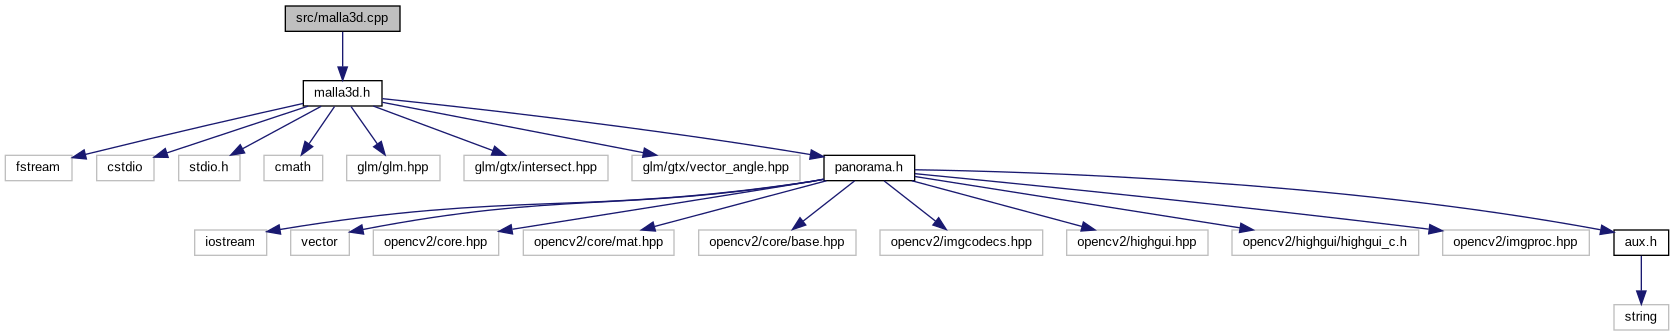 src/malla3d.cpp
malla3d.h
fstream
cstdio
stdio.h
cmath
glm/glm.hpp
glm/gtx/intersect.hpp
glm/gtx/vector_angle.hpp
panorama.h
iostream
vector
opencv2/core.hpp
opencv2/core/mat.hpp
opencv2/core/base.hpp
opencv2/imgcodecs.hpp
opencv2/highgui.hpp
opencv2/highgui/highgui_c.h
opencv2/imgproc.hpp
aux.h
string